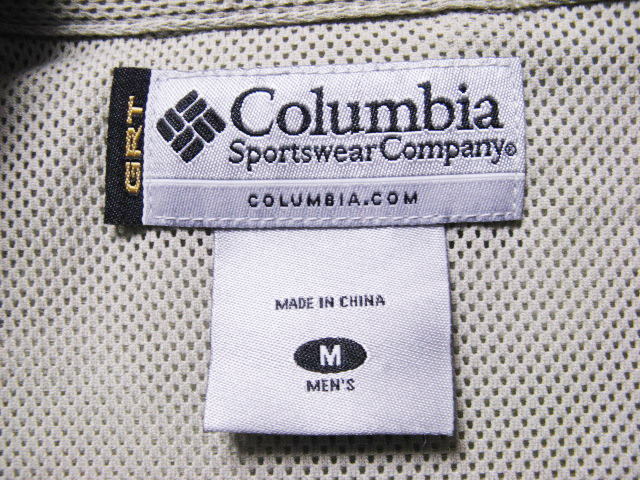 GRT
Columbia
Sportswear Company®
COLUMBIA.COM
MADE IN CHINA
M
MEN'S